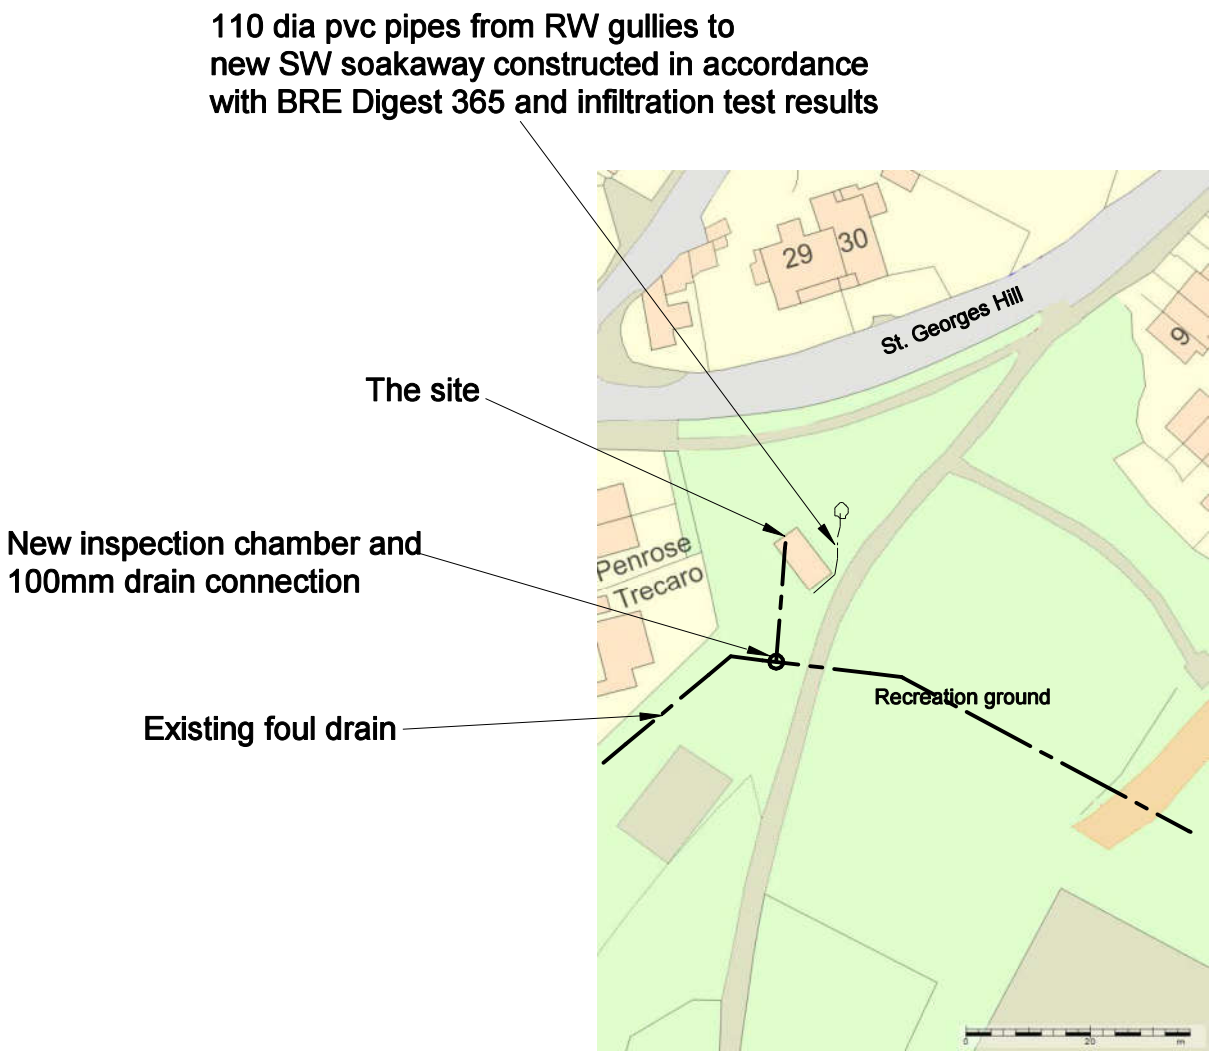 110 dia pvc pipes from RW gullies to
new SW soakaway constructed in accordance
with BRE Digest 365 and infiltration test results
29
30
St. Georges Hill
9
The site
New inspection chamber and
100mm drain connection
Penrose
Trecaro
Recreation ground
Existing foul drain
0 20 m